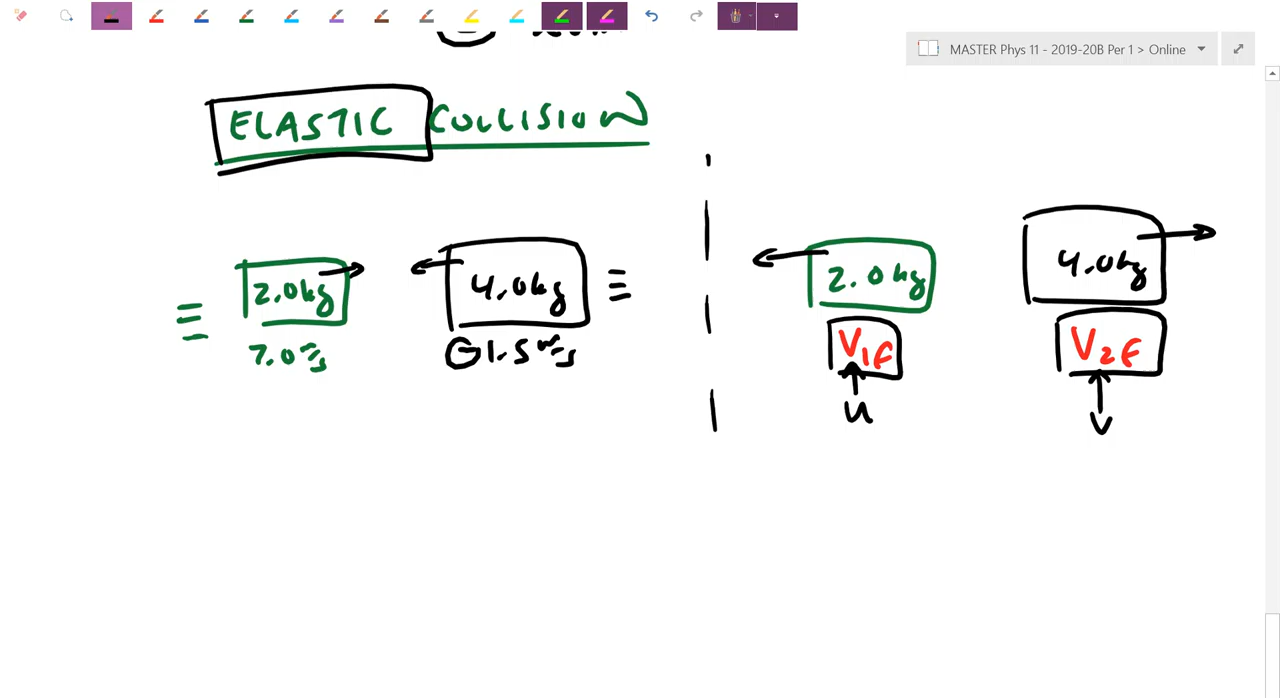 MASTER Phys 11 - 2019-20B Per 1 > Online
ELASTIC COLLISION
2.0kg 4.0kg 2.0kg 4.0kg
7.0 m/s ⊖1.5 m/s V1f V2f
u v